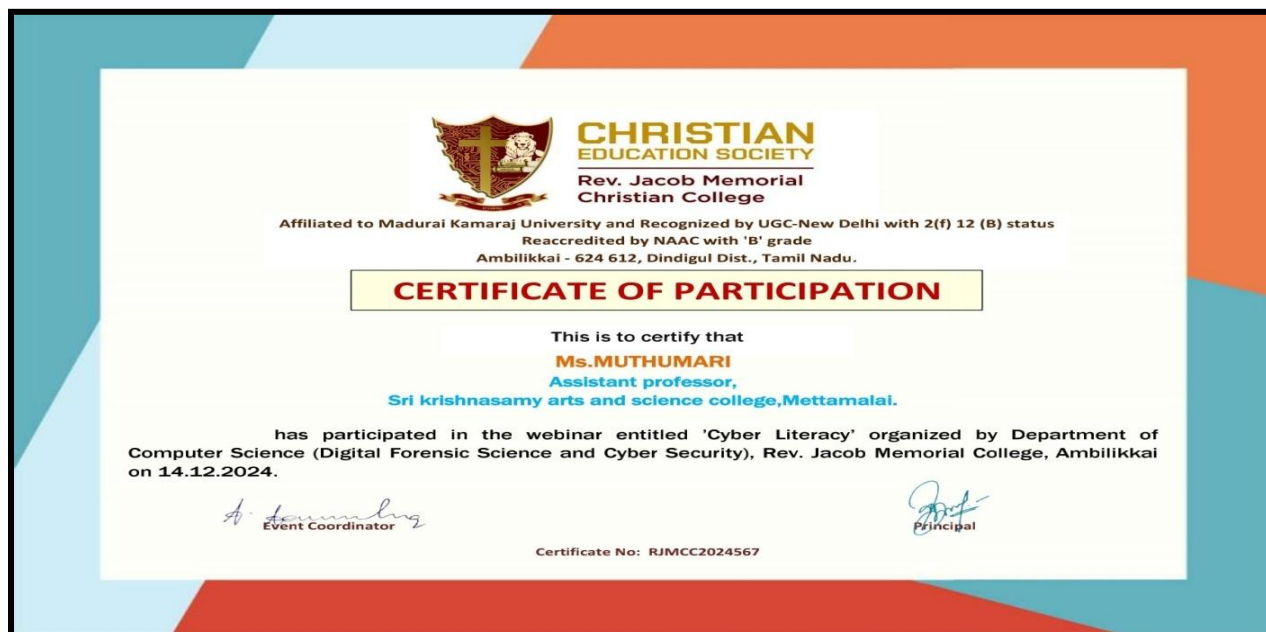 CHRISTIAN
EDUCATION SOCIETY
Rev. Jacob Memorial
Christian College
Affiliated to Madurai Kamaraj University and Recognized by UGC-New Delhi with 2(f) 12 (B) status
Reaccredited by NAAC with 'B' grade
Ambilikkai - 624 612, Dindigul Dist., Tamil Nadu.
CERTIFICATE OF PARTICIPATION
This is to certify that
Ms.MUTHUMARI
Assistant professor,
Sri krishnasamy arts and science college,Mettamalai.
has participated in the webinar entitled 'Cyber Literacy' organized by Department of
Computer Science (Digital Forensic Science and Cyber Security), Rev. Jacob Memorial College, Ambilikkai
on 14.12.2024.
Event Coordinator
Principal
Certificate No: RJMCC2024567